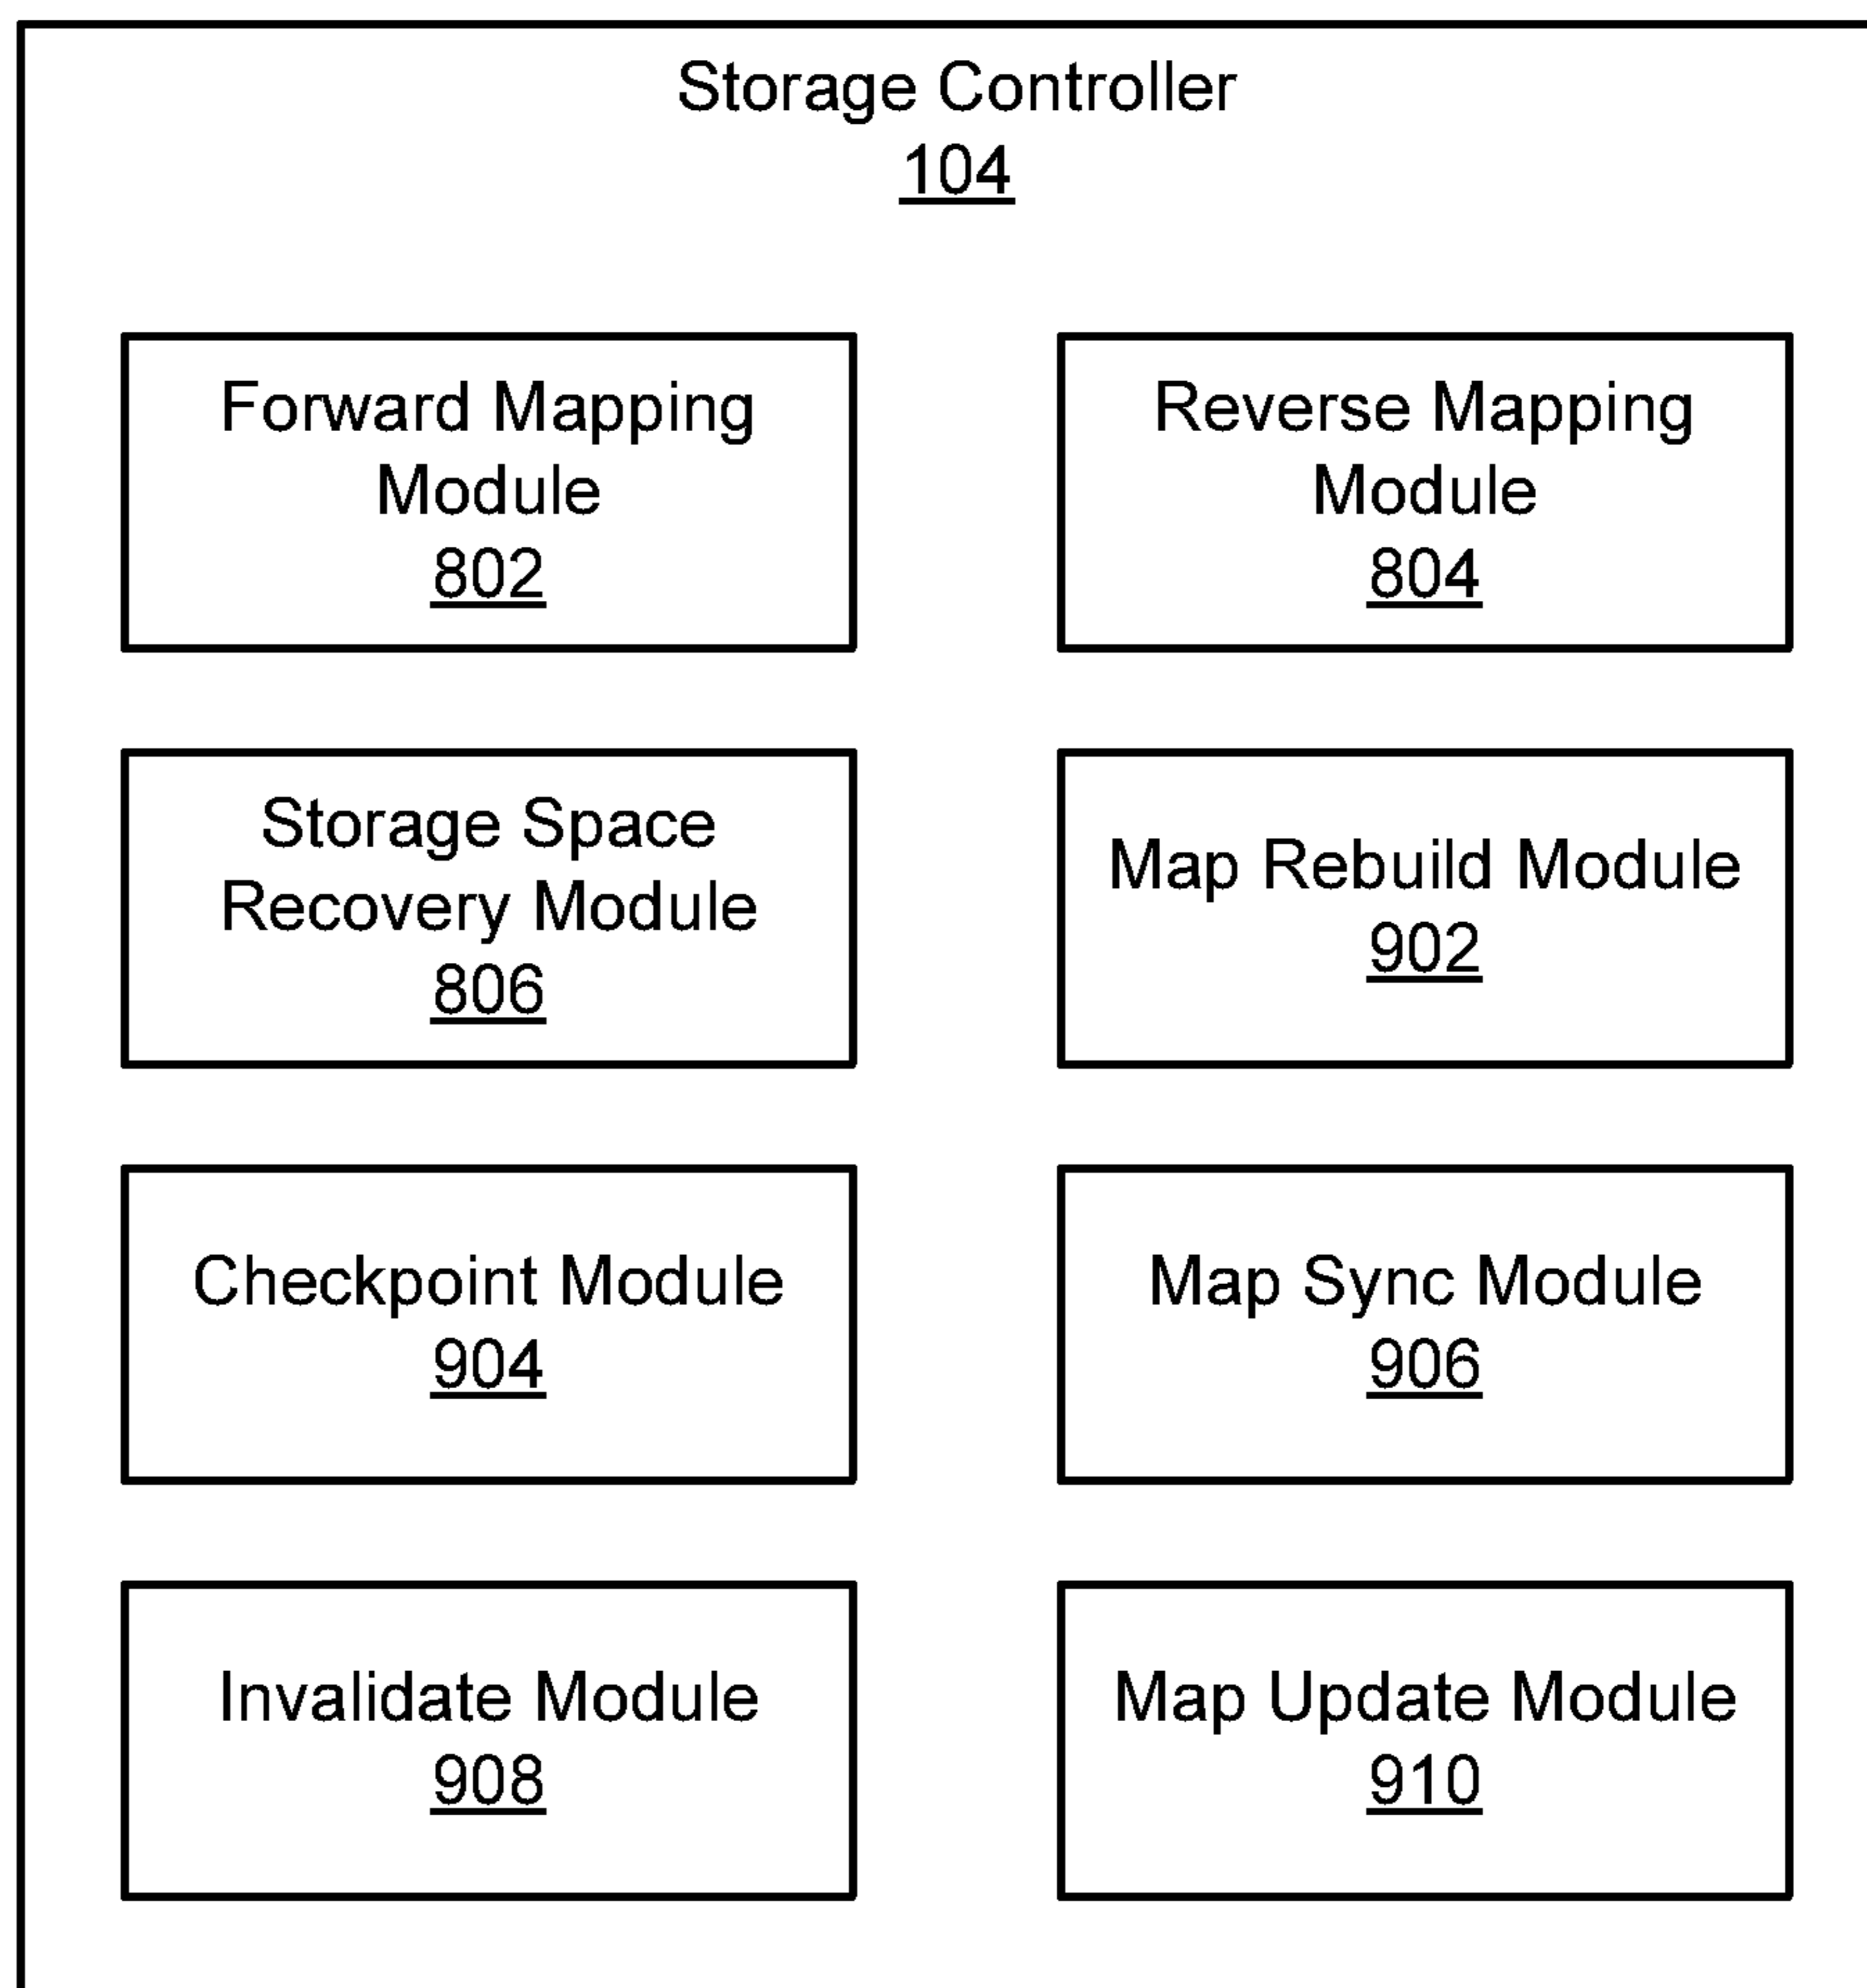 Storage Controller
104
Forward Mapping
Module
802
Reverse Mapping
Module
804
Storage Space
Recovery Module
806
Map Rebuild Module
902
Checkpoint Module
904
Map Sync Module
906
Invalidate Module
908
Map Update Module
910